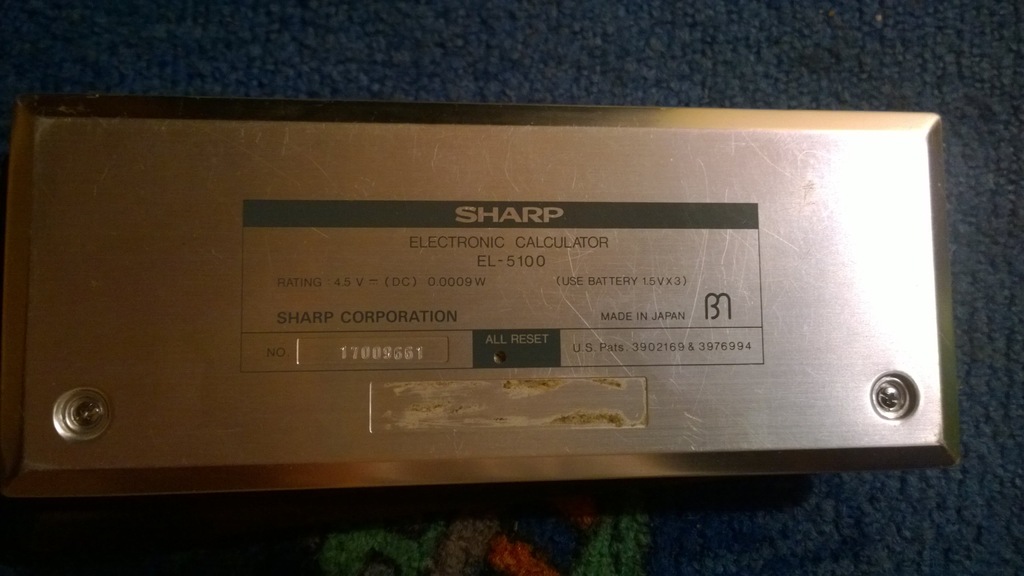 SHARP
ELECTRONIC CALCULATOR
EL-5100
RATING : 4.5 V ⎓ (DC) 0.0009 W (USE BATTERY 1.5V X 3)
SHARP CORPORATION MADE IN JAPAN
NO. 17009661 ALL RESET U.S. Pats. 3902169 & 3976994